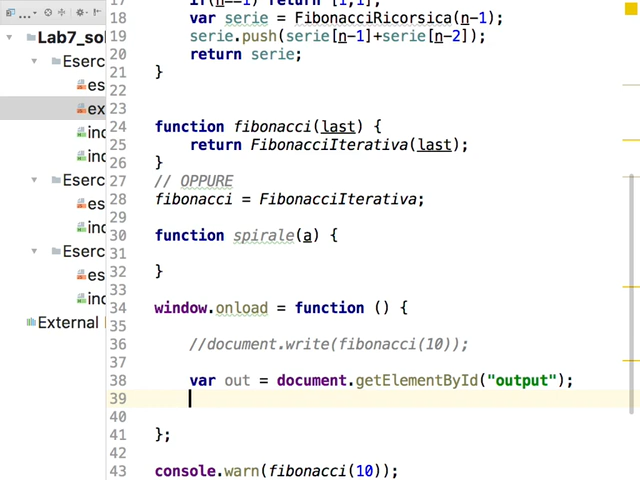 ...
Lab7_sol
Eserc
es
ex
inc
inc
Eserc
es
inc
Eserc
es
inc
External
17 if(n==1) return [1,1];
18 var serie = FibonacciRicorsica(n-1);
19 serie.push(serie[n-1]+serie[n-2]);
20 return serie;
21 }
22
23
24 function fibonacci(last) {
25 return FibonacciIterativa(last);
26 }
27 // OPPURE
28 fibonacci = FibonacciIterativa;
29
30 function spirale(a) {
31
32 }
33
34 window.onload = function () {
35
36 //document.write(fibonacci(10));
37
38 var out = document.getElementById("output");
39
40
41 };
42
43 console.warn(fibonacci(10));